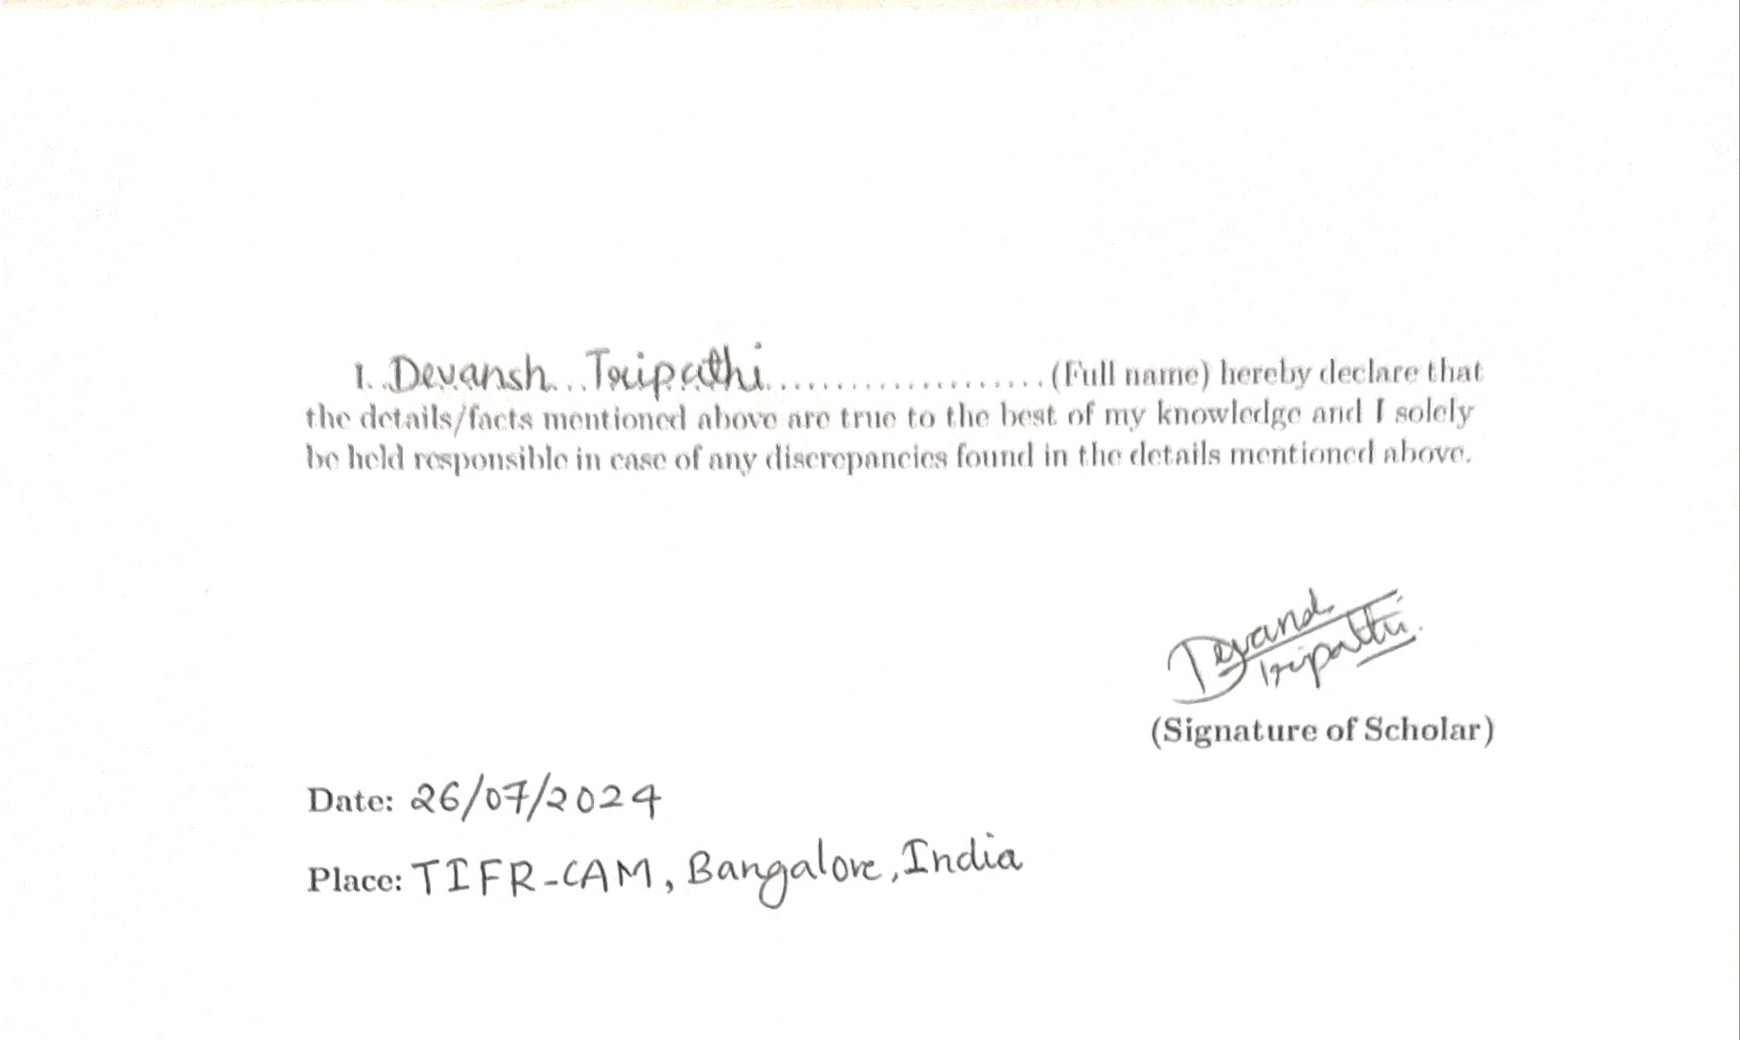 I. Devansh Tripathi.....................(Full name) hereby declare that
the details/facts mentioned above are true to the best of my knowledge and I solely
be held responsible in case of any discrepancies found in the details mentioned above.
Tripathi
(Signature of Scholar)
Date: 26/07/2024
Place: TIFR-CAM, Bangalore, India